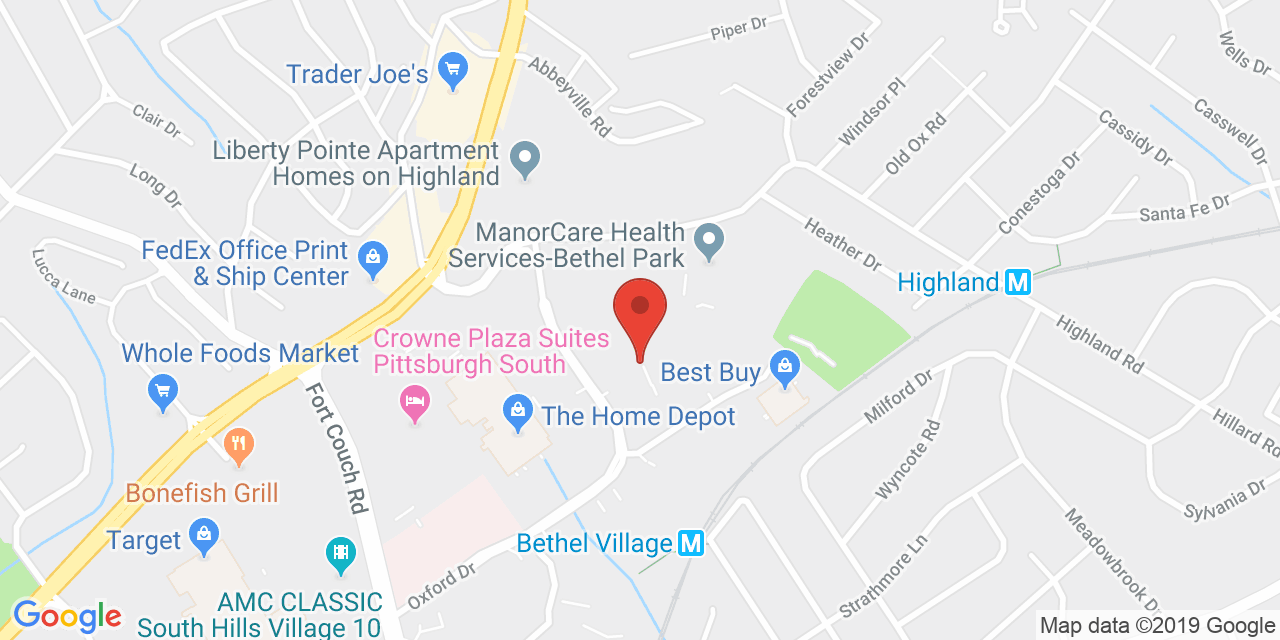 Piper Dr
Wells Dr
Trader Joe's
Abbeyville Rd
Forestview Dr
Windsor Pl
Clair Dr
Old Ox Rd
Cassidy Dr
Casswell Dr
Liberty Pointe Apartment
Homes on Highland
Long Dr
Conestoga Dr
Santa Fe Dr
ManorCare Health
Services-Bethel Park
Heather Dr
FedEx Office Print
& Ship Center
Lucca Lane
Highland
M
Highland Rd
Crowne Plaza Suites
Pittsburgh South
Whole Foods Market
Best Buy
Milford Dr
The Home Depot
Fort Couch Rd
Hillard Rd
Wyncote Rd
Bonefish Grill
Sylvania Dr
Target
Bethel Village
M
Meadowbrook Dr
Oxford Dr
Strathmore Ln
AMC CLASSIC
South Hills Village 10
Google
Map data ©2019 Google